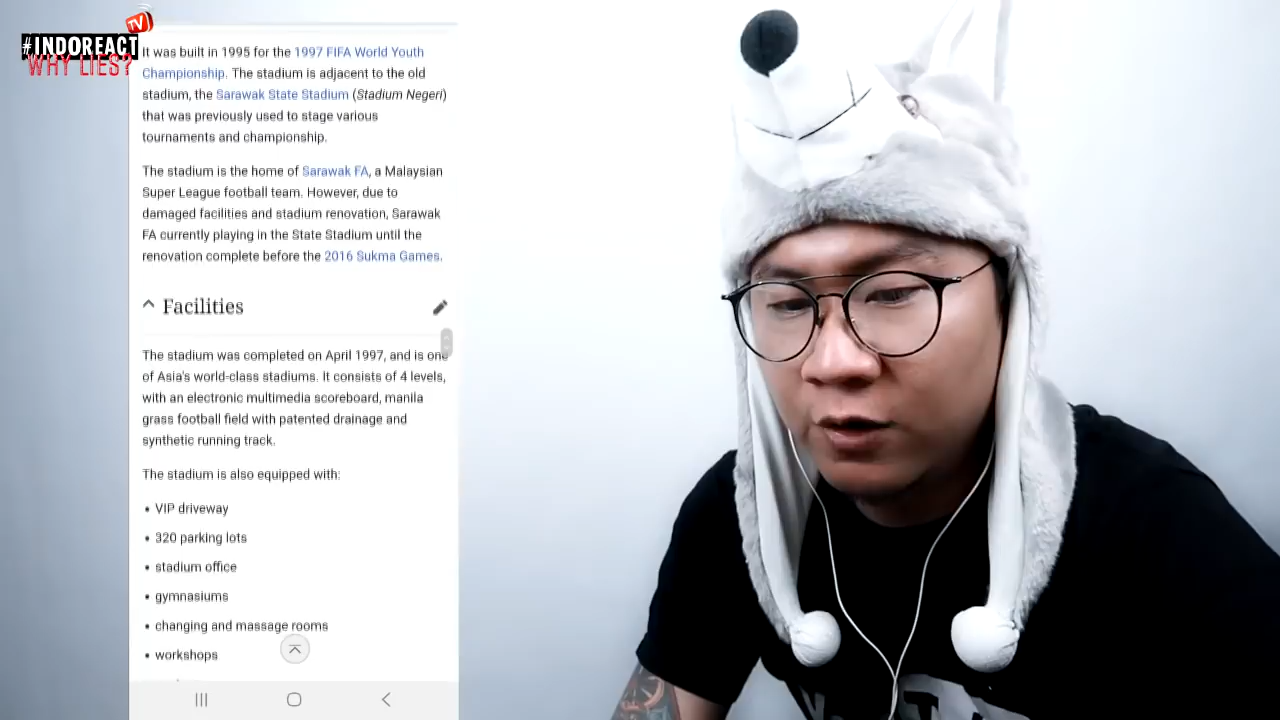 TV
#INDOREACT
WHY LIES?
It was built in 1995 for the 1997 FIFA World Youth
Championship. The stadium is adjacent to the old
stadium, the Sarawak State Stadium (Stadium Negeri)
that was previously used to stage various
tournaments and championship.
The stadium is the home of Sarawak FA, a Malaysian
Super League football team. However, due to
damaged facilities and stadium renovation, Sarawak
FA currently playing in the State Stadium until the
renovation complete before the 2016 Sukma Games.
Facilities
The stadium was completed on April 1997, and is one
of Asia's world-class stadiums. It consists of 4 levels,
with an electronic multimedia scoreboard, manila
grass football field with patented drainage and
synthetic running track.
The stadium is also equipped with:
• VIP driveway
• 320 parking lots
• stadium office
• gymnasiums
• changing and massage rooms
• workshops